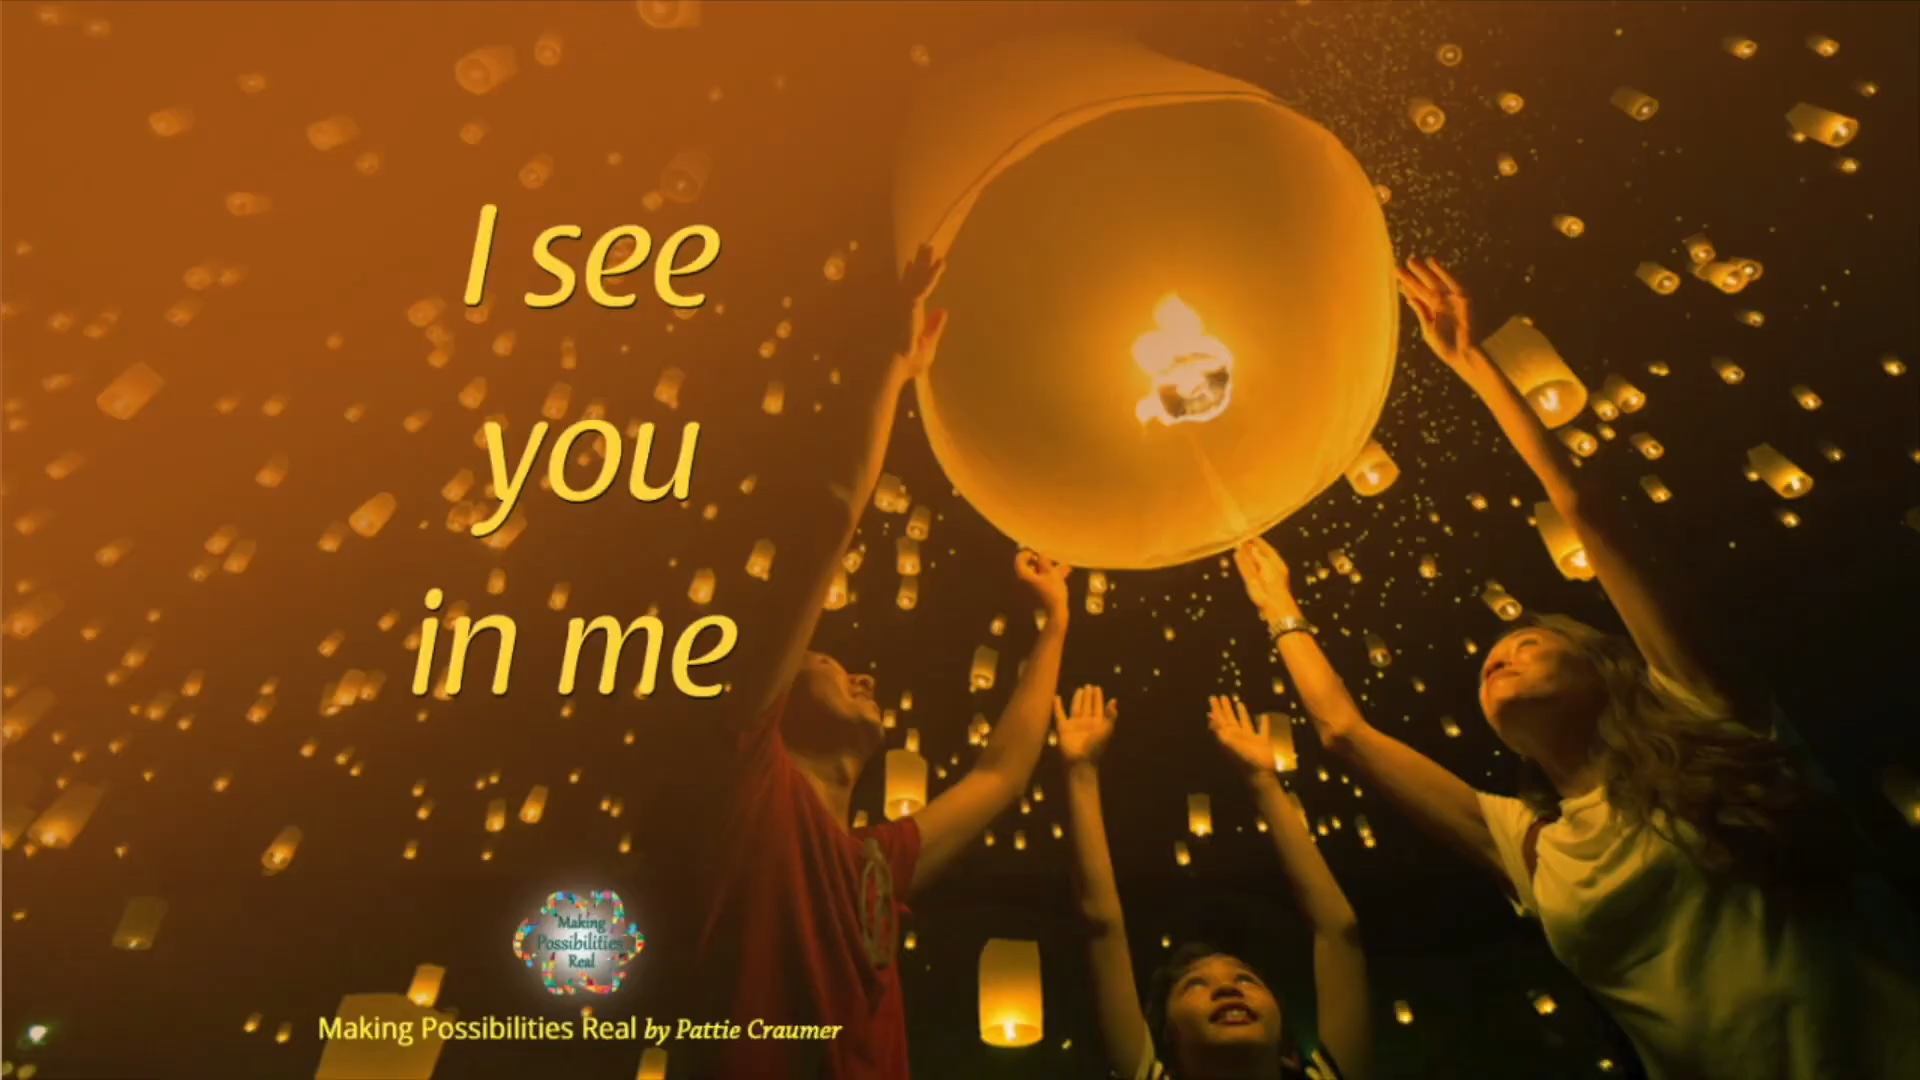 I see
you
in me
Making
Possibilities
Real
Making Possibilities Real by Pattie Craumer